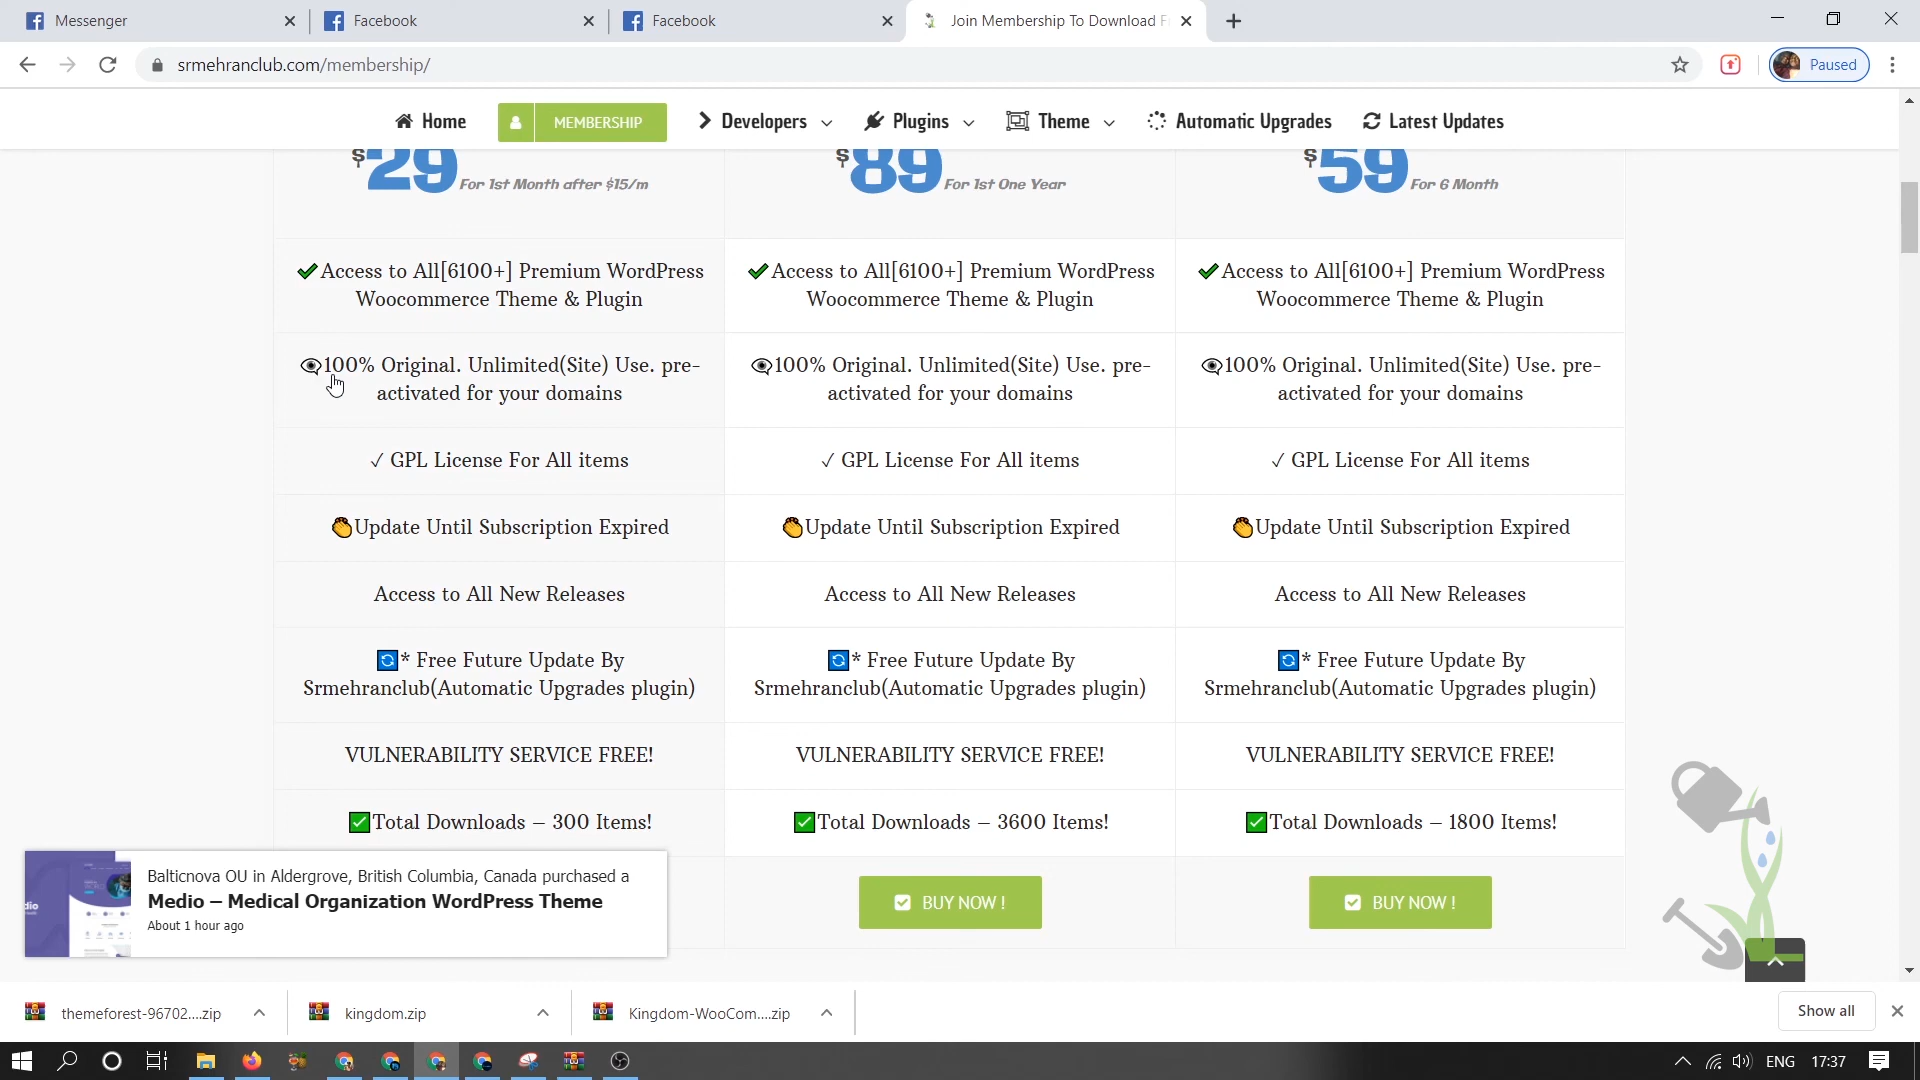 Messenger
Facebook
Facebook
Join Membership To Download F
srmehranclub.com/membership/
Paused
Home
MEMBERSHIP
Developers
Plugins
Theme
Automatic Upgrades
Latest Updates
$29 For 1st Month after $15/m
$89 For 1st One Year
$59 For 6 Month
✔Access to All[6100+] Premium WordPress
Woocommerce Theme & Plugin
✔Access to All[6100+] Premium WordPress
Woocommerce Theme & Plugin
✔Access to All[6100+] Premium WordPress
Woocommerce Theme & Plugin
👁100% Original. Unlimited(Site) Use. pre-
activated for your domains
👁100% Original. Unlimited(Site) Use. pre-
activated for your domains
👁100% Original. Unlimited(Site) Use. pre-
activated for your domains
✓ GPL License For All items
✓ GPL License For All items
✓ GPL License For All items
👏Update Until Subscription Expired
👏Update Until Subscription Expired
👏Update Until Subscription Expired
Access to All New Releases
Access to All New Releases
Access to All New Releases
🔄* Free Future Update By
Srmehranclub(Automatic Upgrades plugin)
🔄* Free Future Update By
Srmehranclub(Automatic Upgrades plugin)
🔄* Free Future Update By
Srmehranclub(Automatic Upgrades plugin)
VULNERABILITY SERVICE FREE!
VULNERABILITY SERVICE FREE!
VULNERABILITY SERVICE FREE!
✅Total Downloads – 300 Items!
✅Total Downloads – 3600 Items!
✅Total Downloads – 1800 Items!
BUY NOW !
BUY NOW !
Balticnova OU in Aldergrove, British Columbia, Canada purchased a
Medio – Medical Organization WordPress Theme
About 1 hour ago
themeforest-96702....zip
kingdom.zip
Kingdom-WooCom....zip
Show all
ENG
17:37